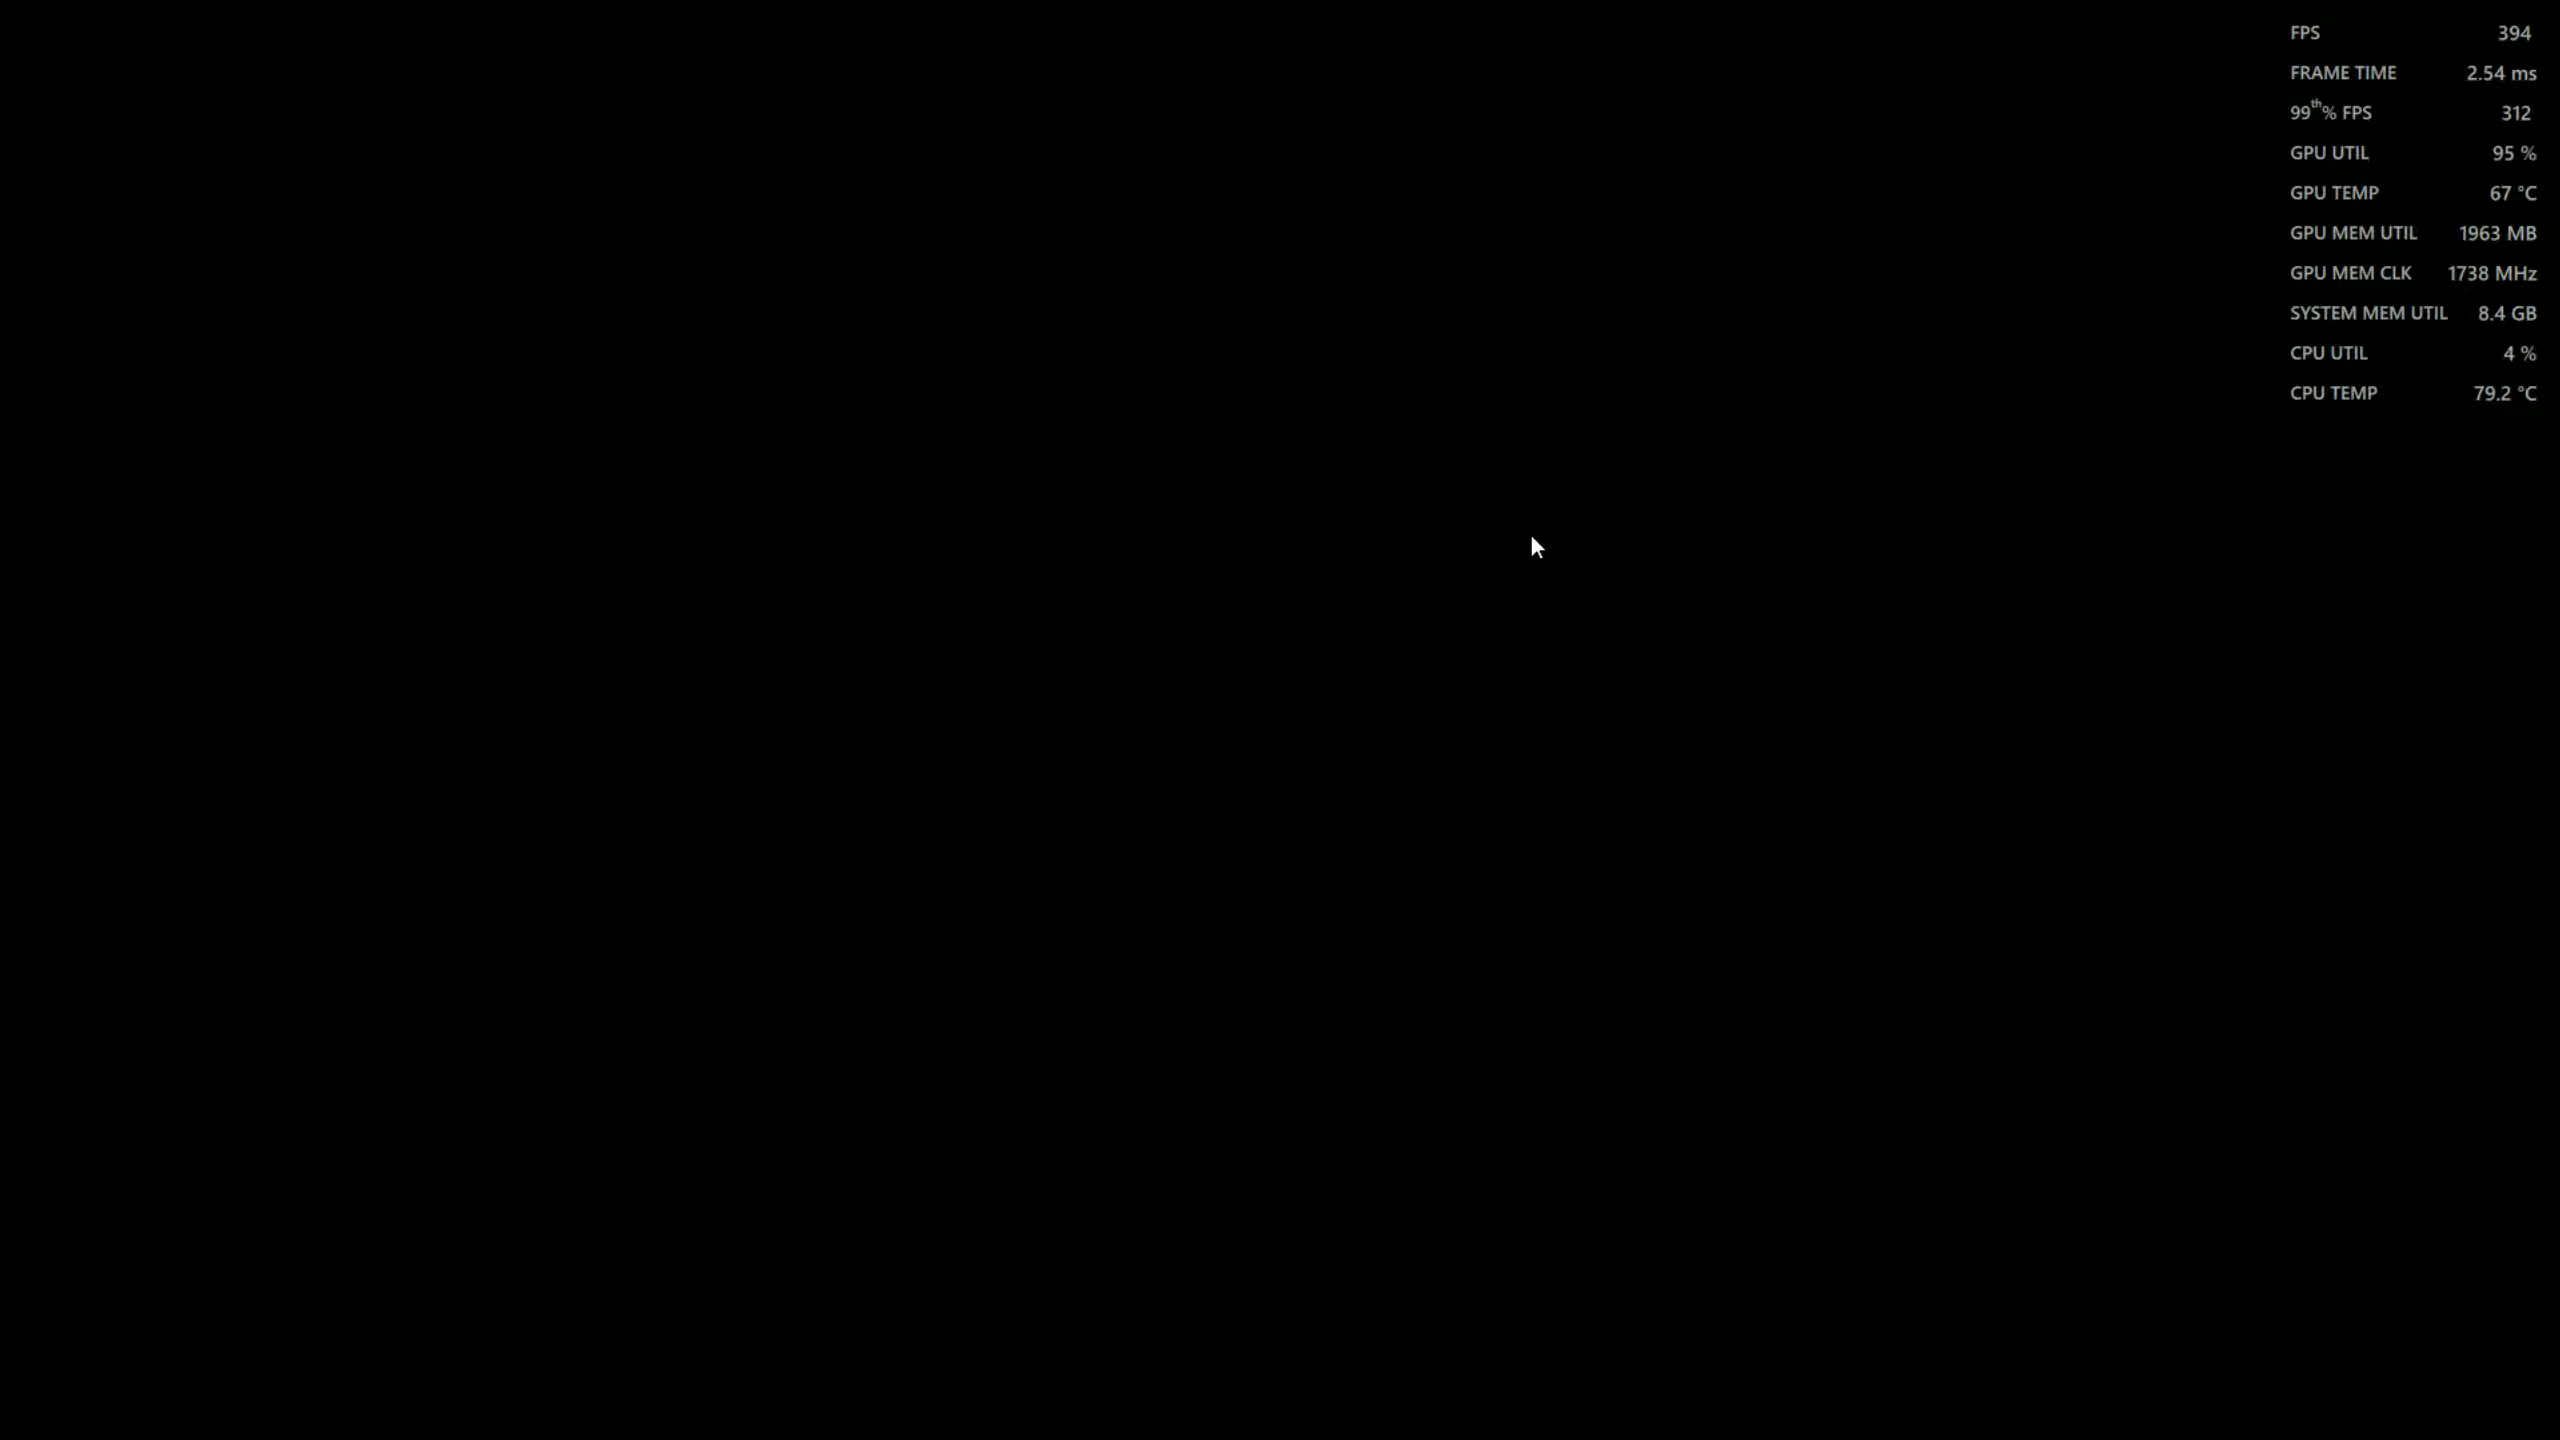 FPS 394
FRAME TIME 2.54 ms
99th% FPS 312
GPU UTIL 95 %
GPU TEMP 67 °C
GPU MEM UTIL 1963 MB
GPU MEM CLK 1738 MHz
SYSTEM MEM UTIL 8.4 GB
CPU UTIL 4 %
CPU TEMP 79.2 °C